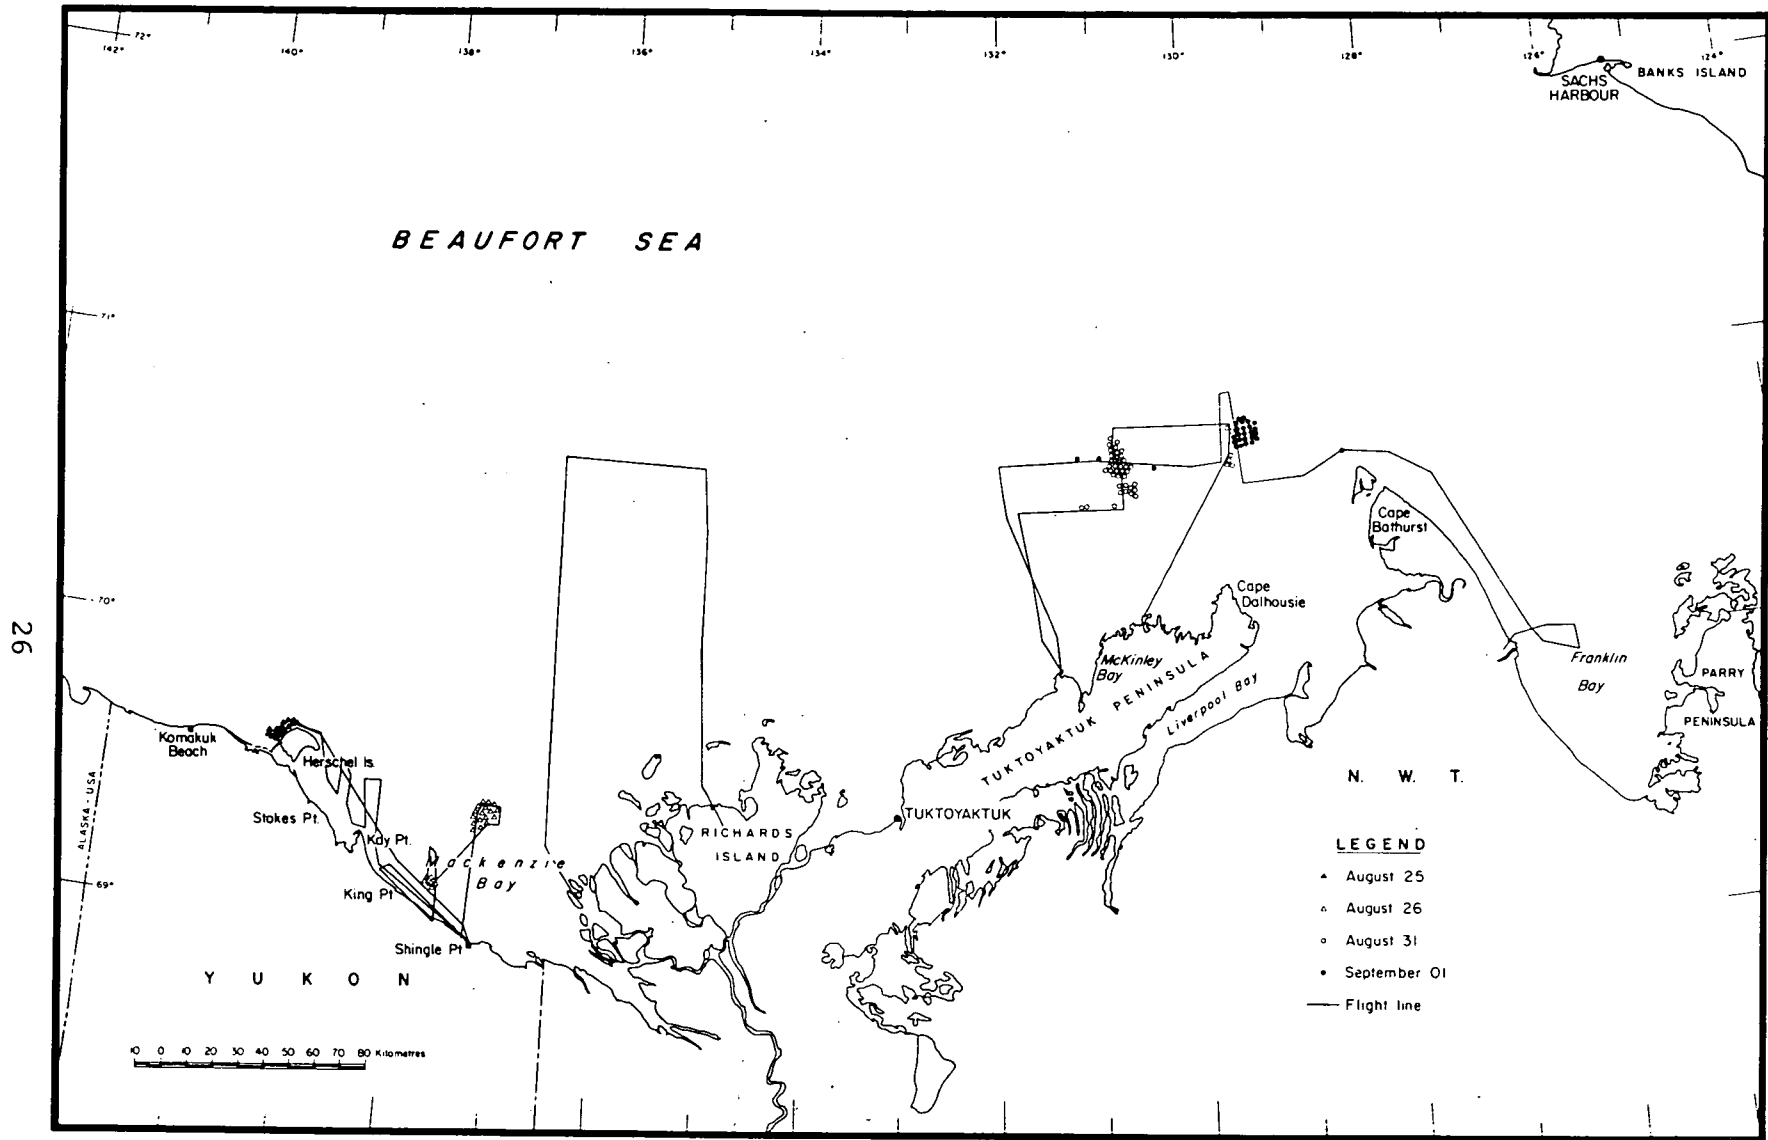 142°
72°
140°
138°
136°
134°
132°
130°
128°
126°
124°
SACHS
HARBOUR
BANKS ISLAND
BEAUFORT SEA
71°
Cape
Bathurst
70°
Cape
Dalhousie
26
McKinley
Bay
Franklin
Bay
PARRY
PENINSULA
TUKTOYAKTUK PENINSULA
Liverpool Bay
Komakuk
Beach
Herschel Is.
ALASKA - USA
Stokes Pt.
Kay Pt.
TUKTOYAKTUK
RICHARDS
ISLAND
N. W. T.
Mackenzie
Bay
69°
King Pt
Shingle Pt
YUKON
LEGEND
August 25
August 26
August 31
September 01
Flight line
10 0 10 20 30 40 50 60 70 80 Kilometres